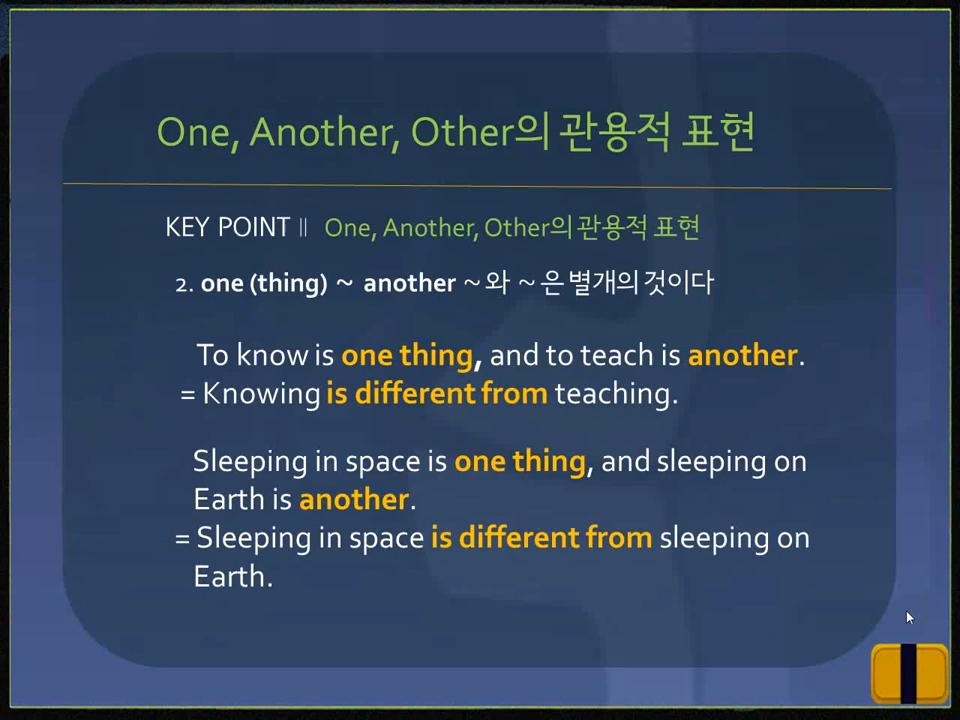 One, Another, Other의 관용적 표현
KEY POINT Ⅱ One, Another, Other의 관용적 표현
2. one (thing) ~ another ~ 와 ~ 은 별개의 것이다
To know is one thing, and to teach is another.
= Knowing is different from teaching.
Sleeping in space is one thing, and sleeping on
Earth is another.
= Sleeping in space is different from sleeping on
Earth.